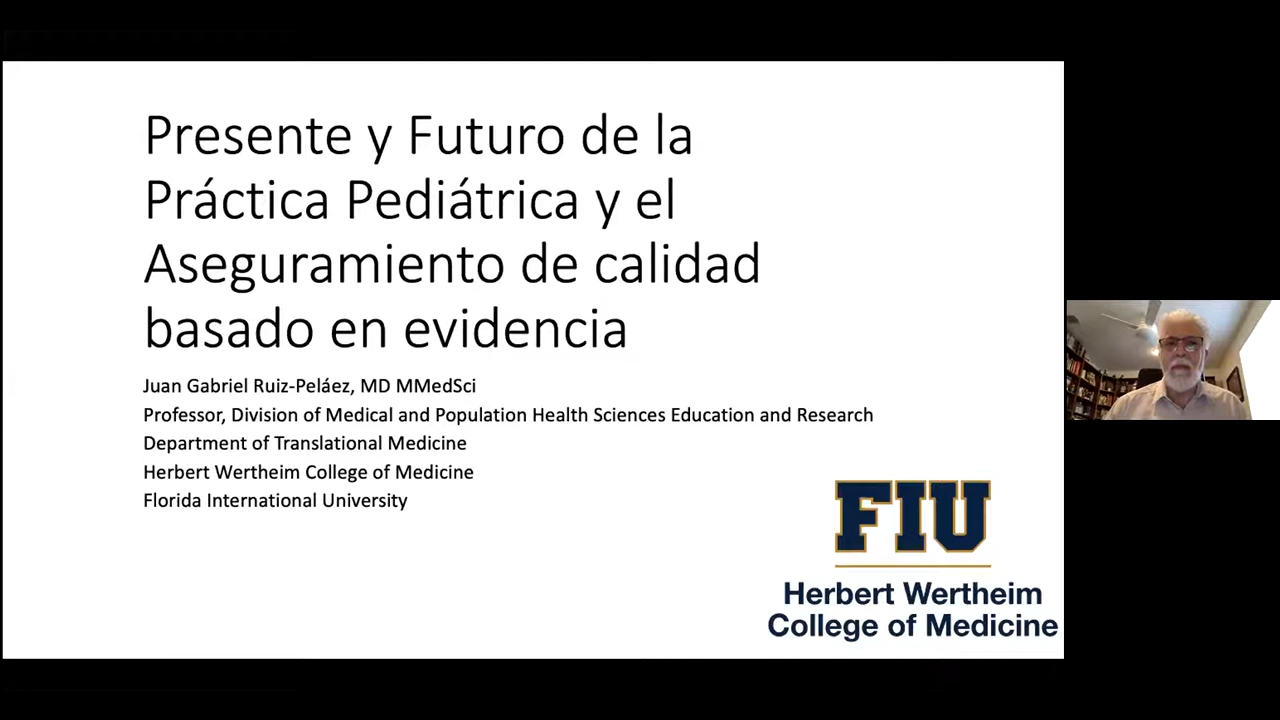 Presente y Futuro de la
Práctica Pediátrica y el
Aseguramiento de calidad
basado en evidencia
Juan Gabriel Ruiz-Peláez, MD MMedSci
Professor, Division of Medical and Population Health Sciences Education and Research
Department of Translational Medicine
Herbert Wertheim College of Medicine
Florida International University
FIU
Herbert Wertheim
College of Medicine